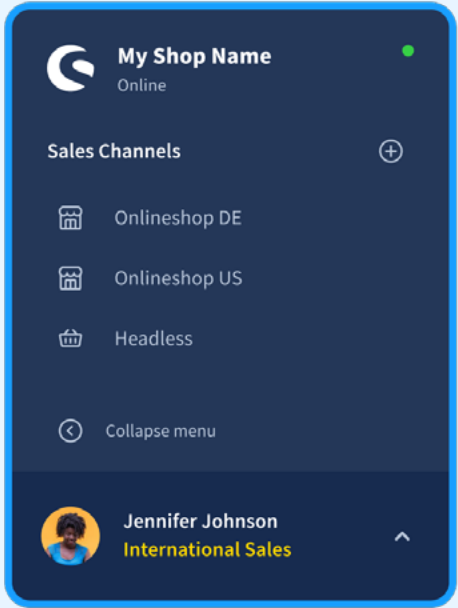 My Shop Name
Online
Sales Channels
Onlineshop DE
Onlineshop US
Headless
Collapse menu
Jennifer Johnson
International Sales